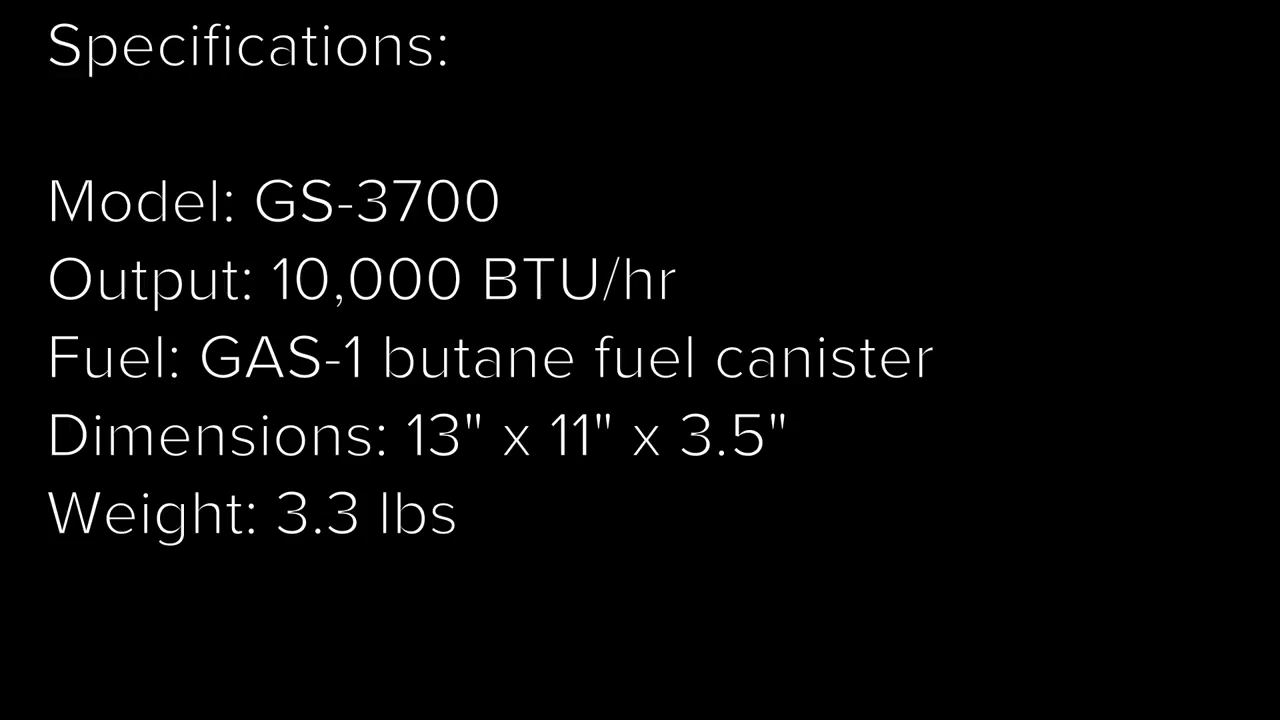 Specifications:
Model: GS-3700
Output: 10,000 BTU/hr
Fuel: GAS-1 butane fuel canister
Dimensions: 13" x 11" x 3.5"
Weight: 3.3 lbs